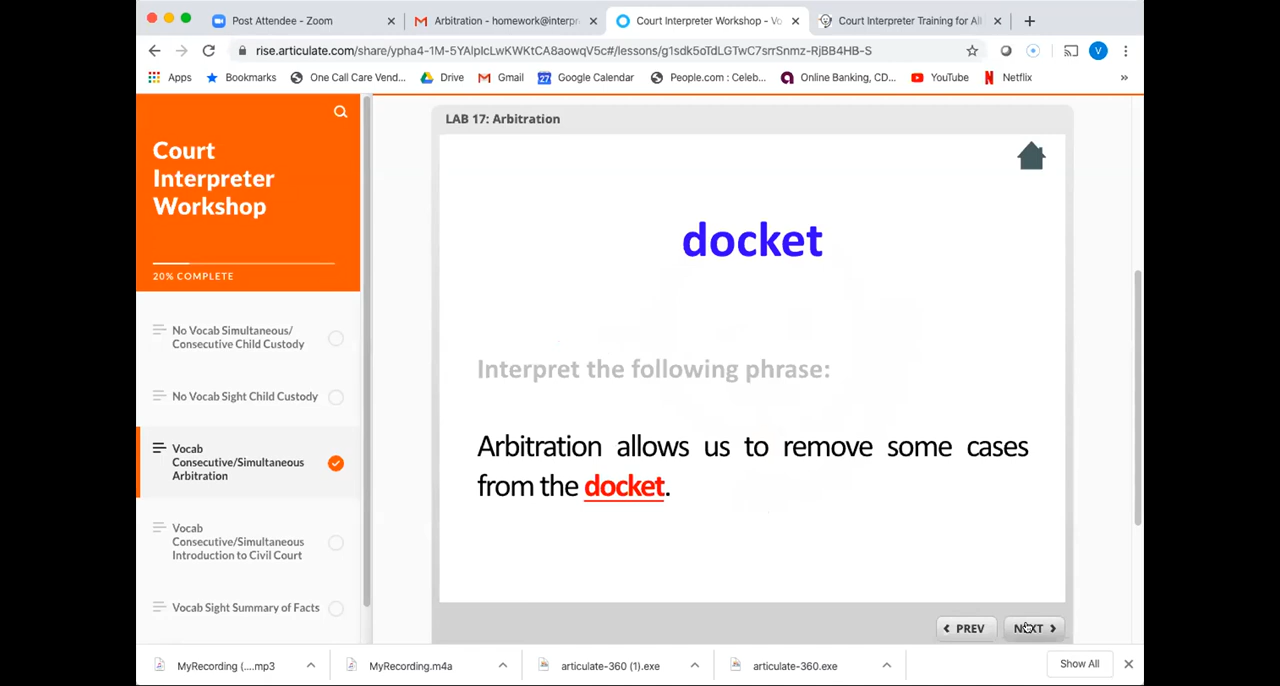 Post Attendee - Zoom
Arbitration - homework@interpr
Court Interpreter Workshop - Vo
Court Interpreter Training for All
rise.articulate.com/share/ypha4-1M-5YAlplcLwKWKtCA8aowqV5c#/lessons/g1sdk5oTdLGTwC7srrSnmz-RjBB4HB-S
V
Apps
Bookmarks
One Call Care Vend...
Drive
Gmail
27
Google Calendar
People.com : Celeb...
Online Banking, CD...
YouTube
Netflix
»
Court
Interpreter
Workshop
20% COMPLETE
No Vocab Simultaneous/
Consecutive Child Custody
No Vocab Sight Child Custody
Vocab
Consecutive/Simultaneous
Arbitration
Vocab
Consecutive/Simultaneous
Introduction to Civil Court
Vocab Sight Summary of Facts
LAB 17: Arbitration
docket
Interpret the following phrase:
Arbitration allows us to remove some cases
from the docket.
PREV
NEXT
MyRecording (....mp3
MyRecording.m4a
articulate-360 (1).exe
articulate-360.exe
Show All